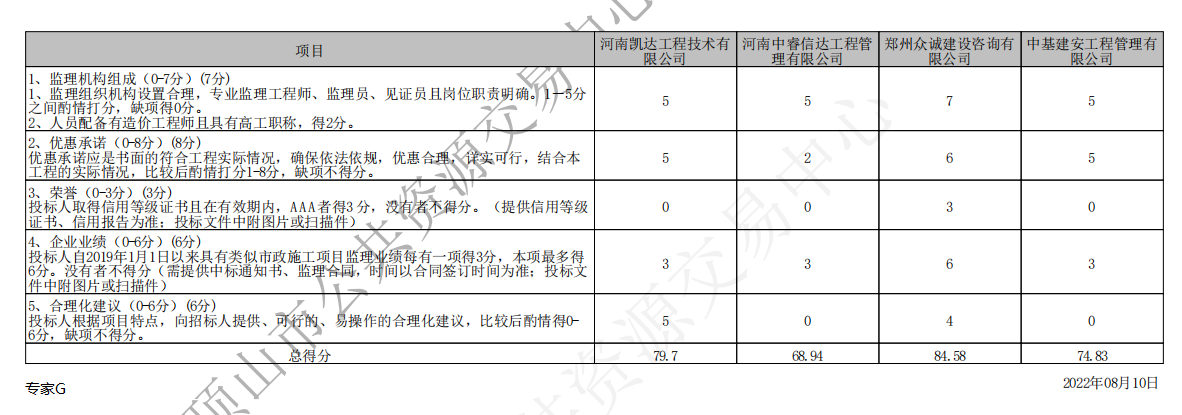 项目
河南凯达工程技术有限公司
河南中睿信达工程管理有限公司
郑州众诚建设咨询有限公司
中基建安工程管理有限公司
1、监理机构组成（0-7分）(7分)
1、监理组织机构设置合理，专业监理工程师、监理员、见证员且岗位职责明确。1—5分
之间酌情打分，缺项得0分。
2、人员配备有造价工程师且具有高工职称，得2分。
5
5
7
5
2、优惠承诺（0-8分）(8分)
优惠承诺应是书面的符合工程实际情况，确保依法依规，优惠合理，详实可行，结合本
工程的实际情况，比较后酌情打分1-8分，缺项不得分。
5
2
6
5
3、荣誉（0-3分）(3分)
投标人取得信用等级证书且在有效期内，AAA者得3 分，没有者不得分。（提供信用等级
证书、信用报告为准；投标文件中附图片或扫描件）
0
0
3
0
4、企业业绩（0-6分）(6分)
投标人自2019年1月1日以来具有类似市政施工项目监理业绩每有一项得3分，本项最多得
6分。没有者不得分（需提供中标通知书、监理合同，时间以合同签订时间为准；投标文
件中附图片或扫描件）
3
3
6
3
5、合理化建议（0-6分）(6分)
投标人根据项目特点，向招标人提供、可行的、易操作的合理化建议，比较后酌情得0-
6分，缺项不得分。
5
0
4
0
总得分
79.7
68.94
84.58
74.83
专家G
2022年08月10日
顶山市公共资源交易中心
共资源交易中心